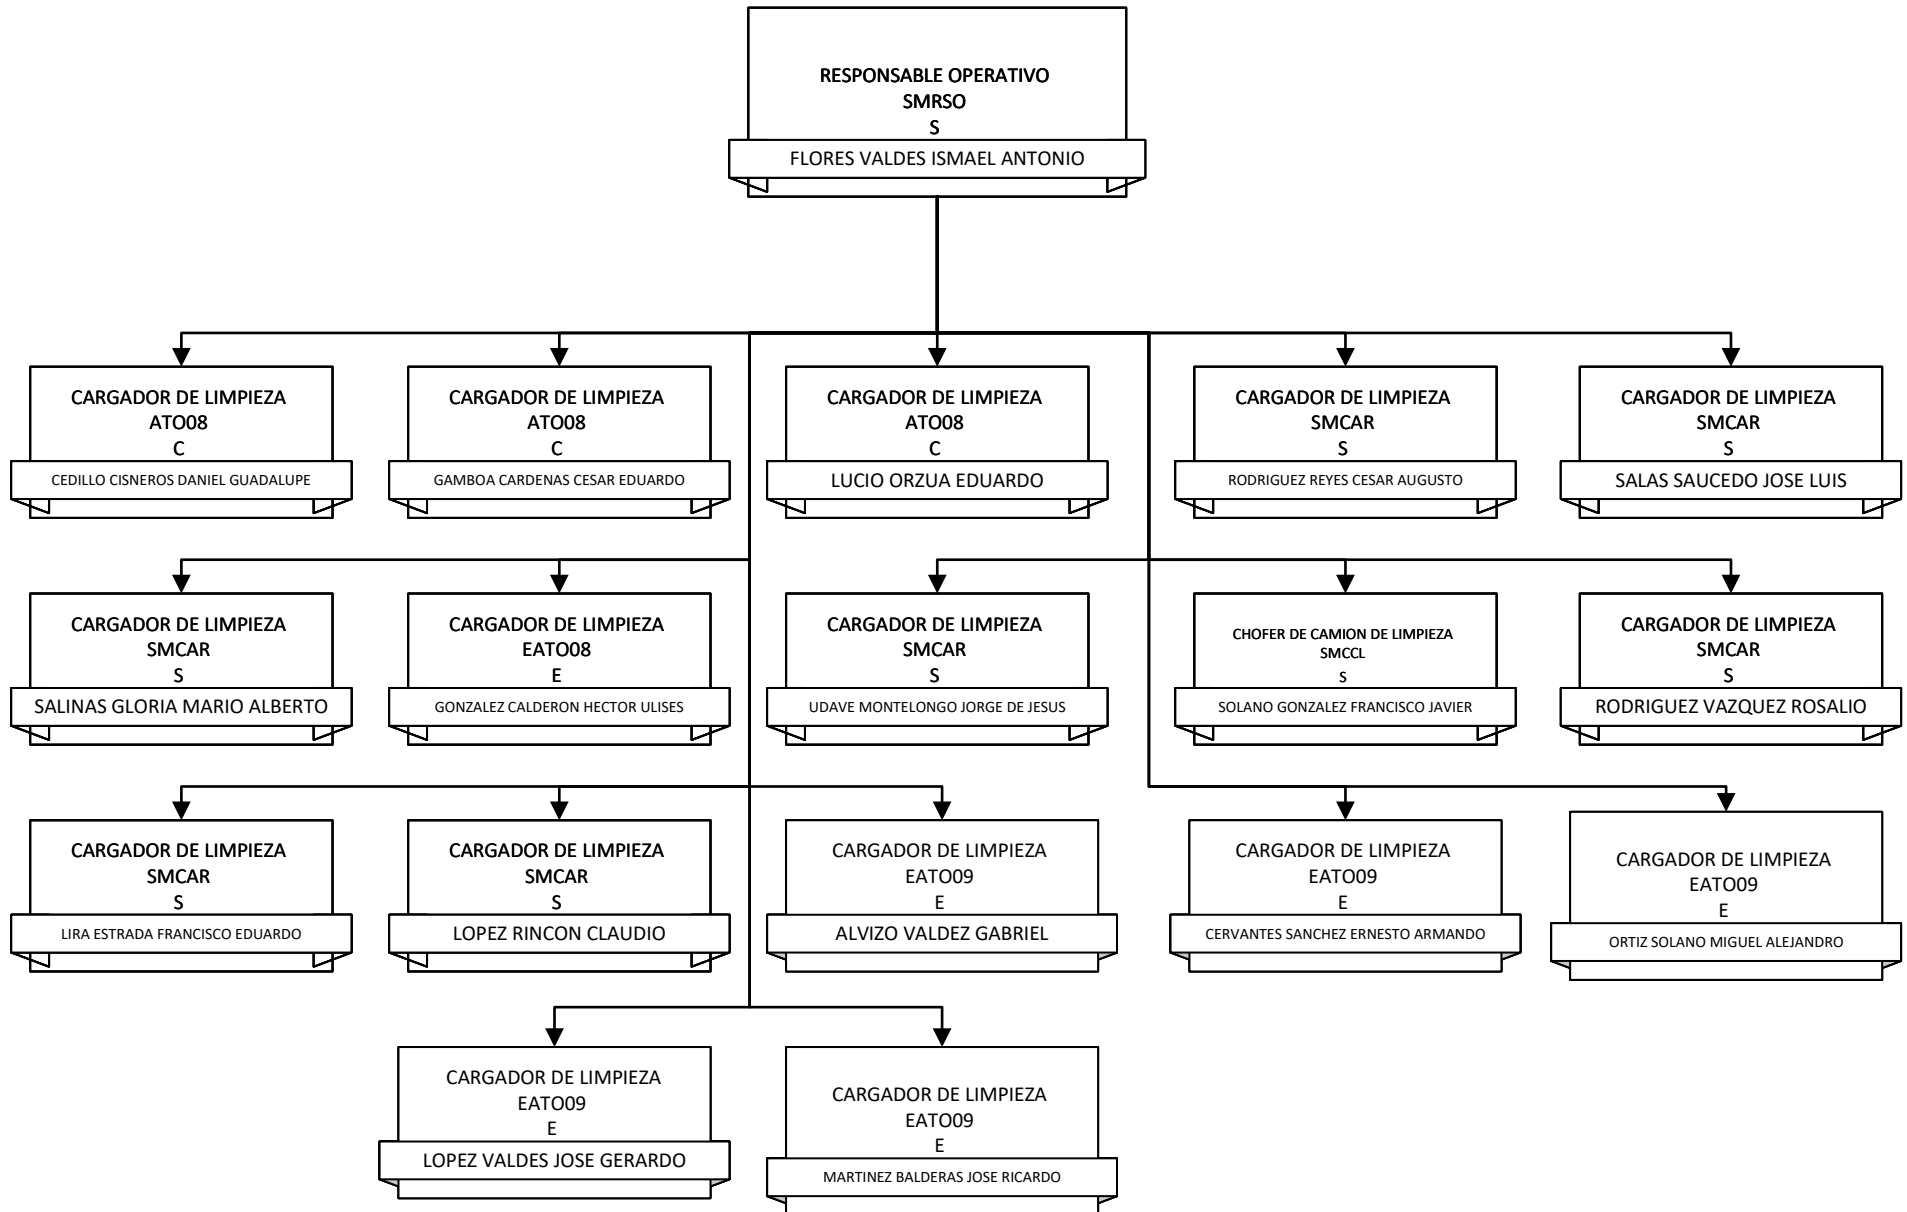 RESPONSABLE OPERATIVO
SMRSO
S
FLORES VALDES ISMAEL ANTONIO
CARGADOR DE LIMPIEZA
ATO08
C
CEDILLO CISNEROS DANIEL GUADALUPE
CARGADOR DE LIMPIEZA
ATO08
C
GAMBOA CARDENAS CESAR EDUARDO
CARGADOR DE LIMPIEZA
ATO08
C
LUCIO ORZUA EDUARDO
CARGADOR DE LIMPIEZA
SMCAR
S
RODRIGUEZ REYES CESAR AUGUSTO
CARGADOR DE LIMPIEZA
SMCAR
S
SALAS SAUCEDO JOSE LUIS
CARGADOR DE LIMPIEZA
SMCAR
S
SALINAS GLORIA MARIO ALBERTO
CARGADOR DE LIMPIEZA
EATO08
E
GONZALEZ CALDERON HECTOR ULISES
CARGADOR DE LIMPIEZA
SMCAR
S
UDAVE MONTELONGO JORGE DE JESUS
CHOFER DE CAMION DE LIMPIEZA
SMCCL
S
SOLANO GONZALEZ FRANCISCO JAVIER
CARGADOR DE LIMPIEZA
SMCAR
S
RODRIGUEZ VAZQUEZ ROSALIO
CARGADOR DE LIMPIEZA
SMCAR
S
LIRA ESTRADA FRANCISCO EDUARDO
CARGADOR DE LIMPIEZA
SMCAR
S
LOPEZ RINCON CLAUDIO
CARGADOR DE LIMPIEZA
EATO09
E
ALVIZO VALDEZ GABRIEL
CARGADOR DE LIMPIEZA
EATO09
E
CERVANTES SANCHEZ ERNESTO ARMANDO
CARGADOR DE LIMPIEZA
EATO09
E
ORTIZ SOLANO MIGUEL ALEJANDRO
CARGADOR DE LIMPIEZA
EATO09
E
LOPEZ VALDES JOSE GERARDO
CARGADOR DE LIMPIEZA
EATO09
E
MARTINEZ BALDERAS JOSE RICARDO